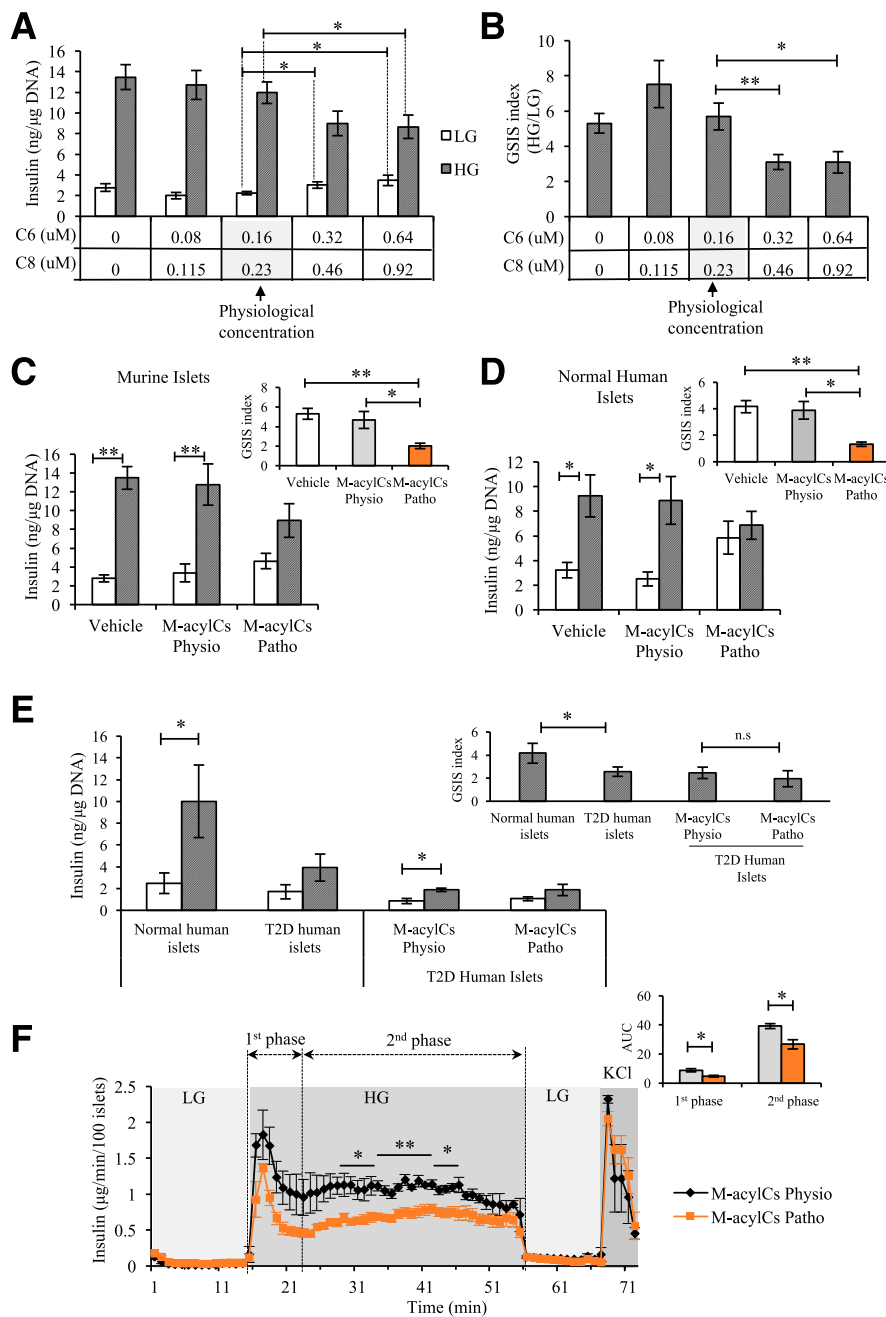 A
Insulin (ng/µg DNA)
16
14
12
10
8
6
4
2
0
*
*
*
LG
HG
C6 (uM) 0 0.08 0.16 0.32 0.64
C8 (uM) 0 0.115 0.23 0.46 0.92
Physiological
concentration
B
GSIS index
(HG/LG)
10
8
6
4
2
0
*
**
C6 (uM) 0 0.08 0.16 0.32 0.64
C8 (uM) 0 0.115 0.23 0.46 0.92
Physiological
concentration
C
Murine Islets
Insulin (ng/µg DNA)
16
14
12
10
8
6
4
2
0
**
**
Vehicle M-acylCs M-acylCs
Physio Patho
GSIS index
8
6
4
2
0
**
*
Vehicle M-acylCs M-acylCs
Physio Patho
D
Normal Human
Islets
Insulin (ng/µg DNA)
12
10
8
6
4
2
0
*
*
Vehicle M-acylCs M-acylCs
Physio Patho
GSIS index
6
4
2
0
**
*
Vehicle M-acylCs M-acylCs
Physio Patho
E
Insulin (ng/µg DNA)
16
14
12
10
8
6
4
2
0
*
*
Normal human T2D human M-acylCs M-acylCs
islets islets Physio Patho
T2D Human Islets
GSIS index
6
4
2
0
*
n.s
Normal human T2D human M-acylCs M-acylCs
islets islets Physio Patho
T2D Human
Islets
F
1st phase 2nd phase
Insulin (µg/min/100 islets)
2.5
2
1.5
1
0.5
0
LG HG LG KCl
* ** *
1 11 21 31 41 51 61 71
Time (min)
AUC
60
40
20
0
*
*
1st phase 2nd phase
M-acylCs Physio
M-acylCs Patho